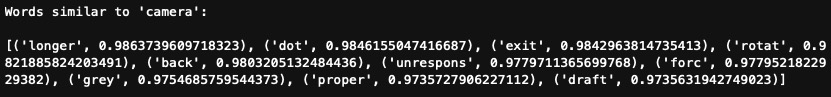 Words similar to 'camera':
[('longer', 0.9863739609718323), ('dot', 0.9846155047416687), ('exit', 0.9842963814735413), ('rotat', 0.9
821885824203491), ('back', 0.9803205132484436), ('unrespons', 0.9779711365699768), ('forc', 0.97795218229
29382), ('grey', 0.9754685759544373), ('proper', 0.9735727906227112), ('draft', 0.9735631942749023)]